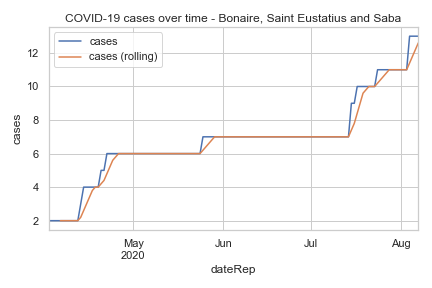 COVID-19 cases over time - Bonaire, Saint Eustatius and Saba
cases
cases (rolling)
12
10
8
6
4
2
cases
May
2020
Jun
Jul
Aug
dateRep